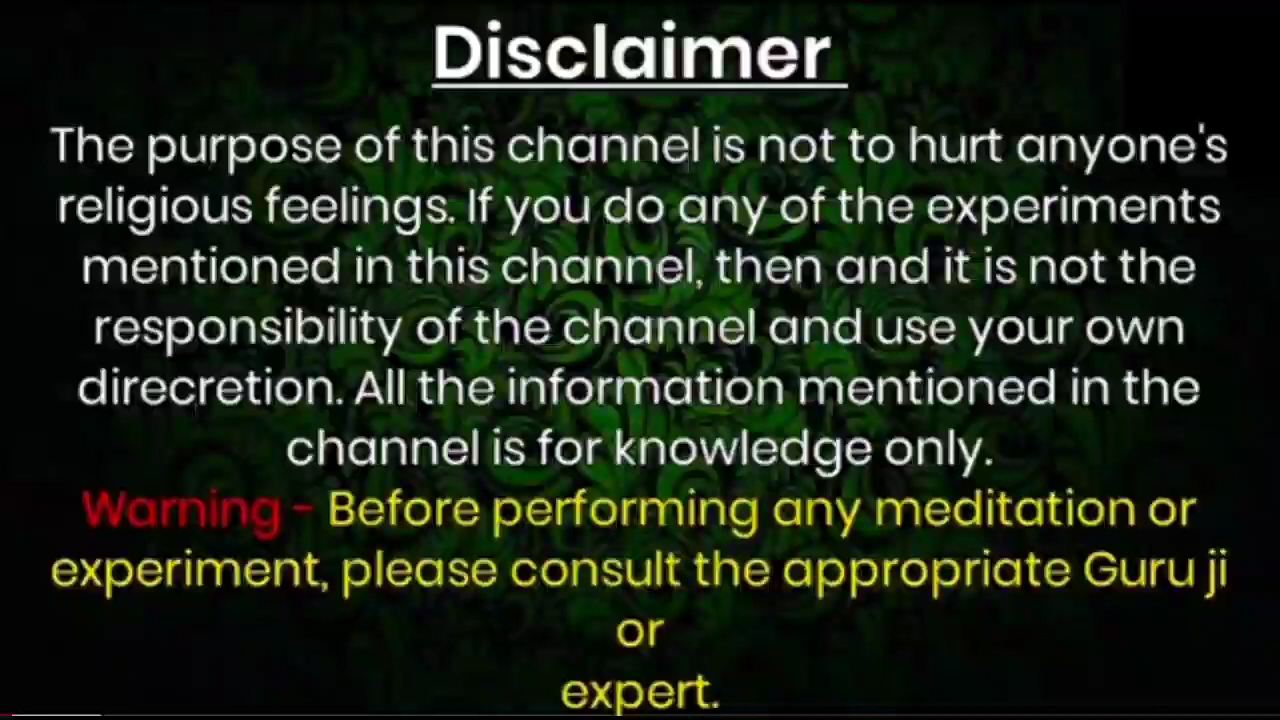 Disclaimer
The purpose of this channel is not to hurt anyone's
religious feelings. If you do any of the experiments
mentioned in this channel, then and it is not the
responsibility of the channel and use your own
direcretion. All the information mentioned in the
channel is for knowledge only.
Warning - Before performing any meditation or
experiment, please consult the appropriate Guru ji
or
expert.